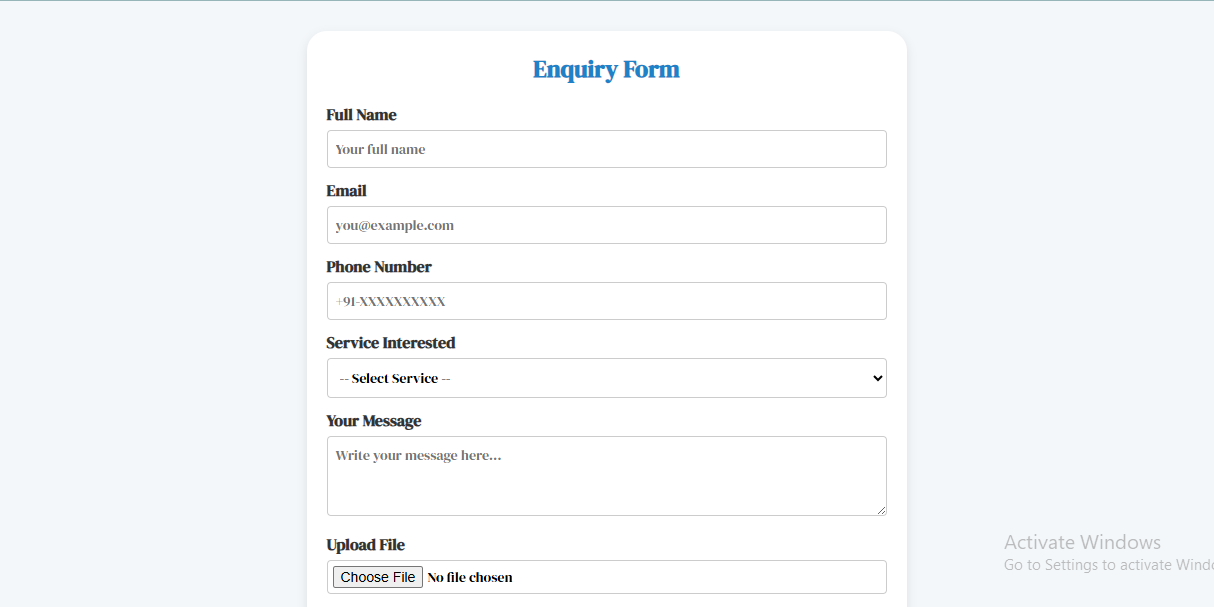 Enquiry Form
Full Name
Your full name
Email
you@example.com
Phone Number
+91-XXXXXXXXXX
Service Interested
-- Select Service --
Your Message
Write your message here...
Upload File
Choose File No file chosen
Activate Windows
Go to Settings to activate Windo